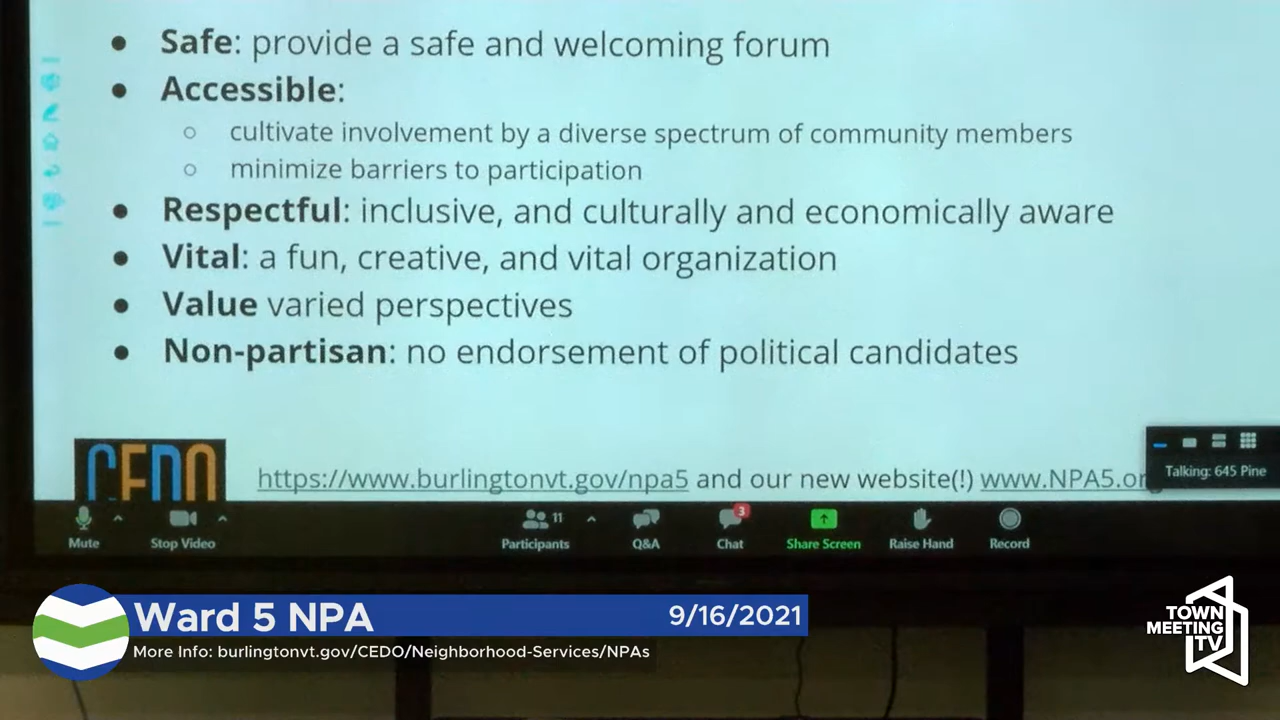 Safe: provide a safe and welcoming forum
Accessible:
cultivate involvement by a diverse spectrum of community members
minimize barriers to participation
Respectful: inclusive, and culturally and economically aware
Vital: a fun, creative, and vital organization
Value varied perspectives
Non-partisan: no endorsement of political candidates
CEDO
https://www.burlingtonvt.gov/npa5 and our new website(!) www.NPA5.or
Talking: 645 Pine
11
3
Mute
Stop Video
Participants
Q&A
Chat
Share Screen
Raise Hand
Record
Ward 5 NPA
9/16/2021
More Info: burlingtonvt.gov/CEDO/Neighborhood-Services/NPAs
TOWN
MEETING
TV